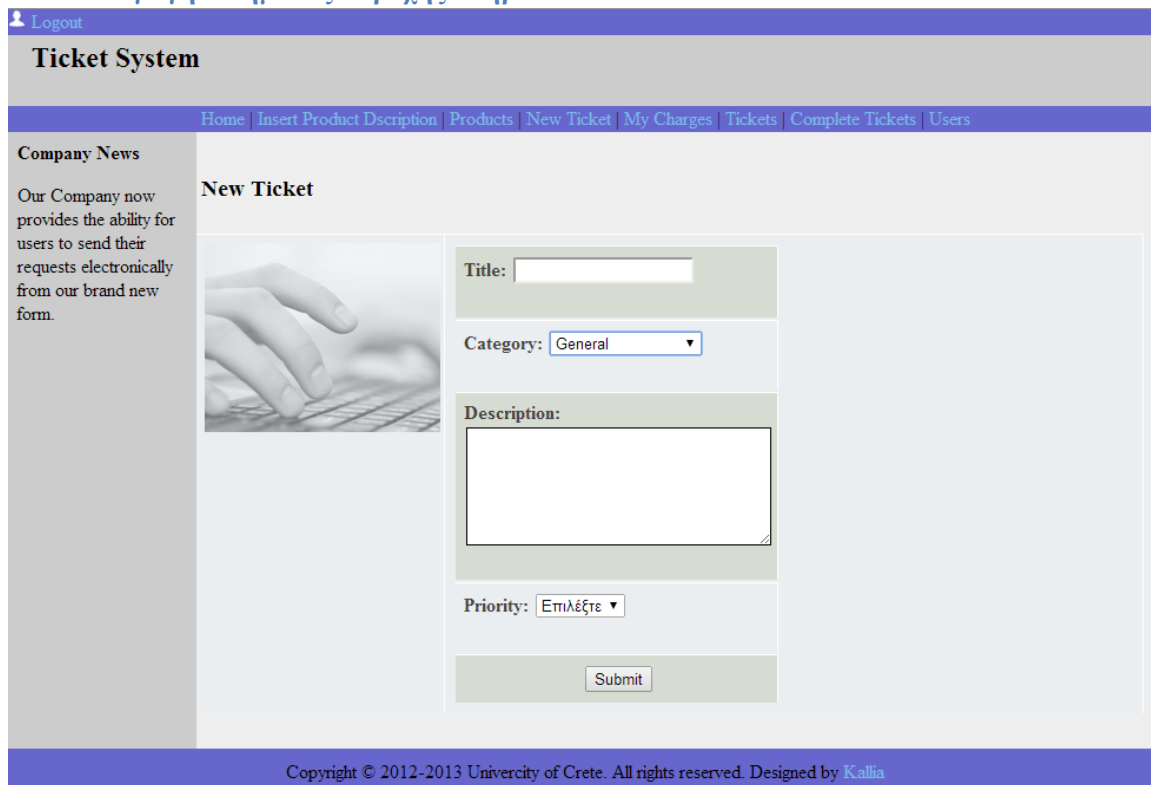 Logout
Ticket System
Home | Insert Product Dscription | Products | New Ticket | My Charges | Tickets | Complete Tickets | Users
Company News
Our Company now
provides the ability for
users to send their
requests electronically
from our brand new
form.
New Ticket
Title:
Category: General
Description:
Priority: Επιλέξτε
Submit
Copyright © 2012-2013 Univercity of Crete. All rights reserved. Designed by Kallia